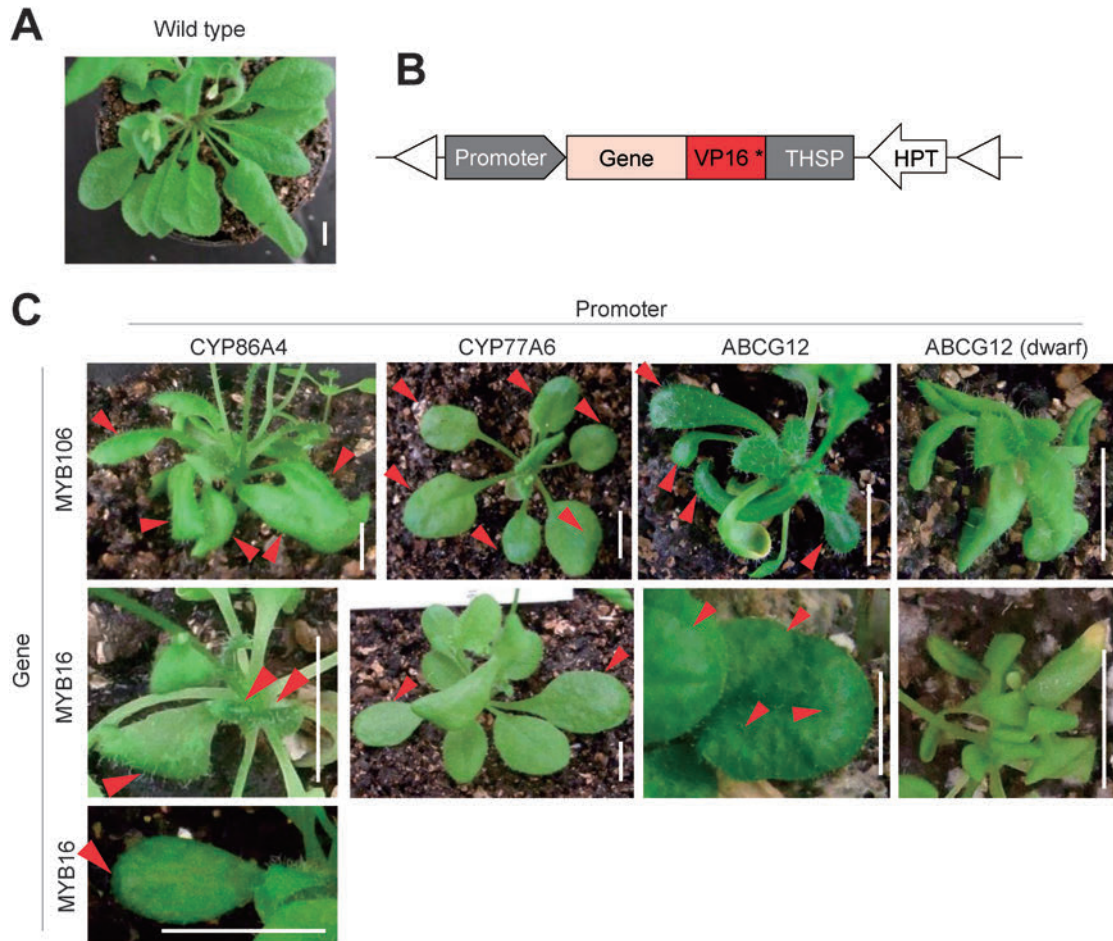 A
Wild type
B
Promoter Gene VP16 * THSP HPT
C
Promoter
CYP86A4 CYP77A6 ABCG12 ABCG12 (dwarf)
Gene
MYB106
MYB16
MYB16